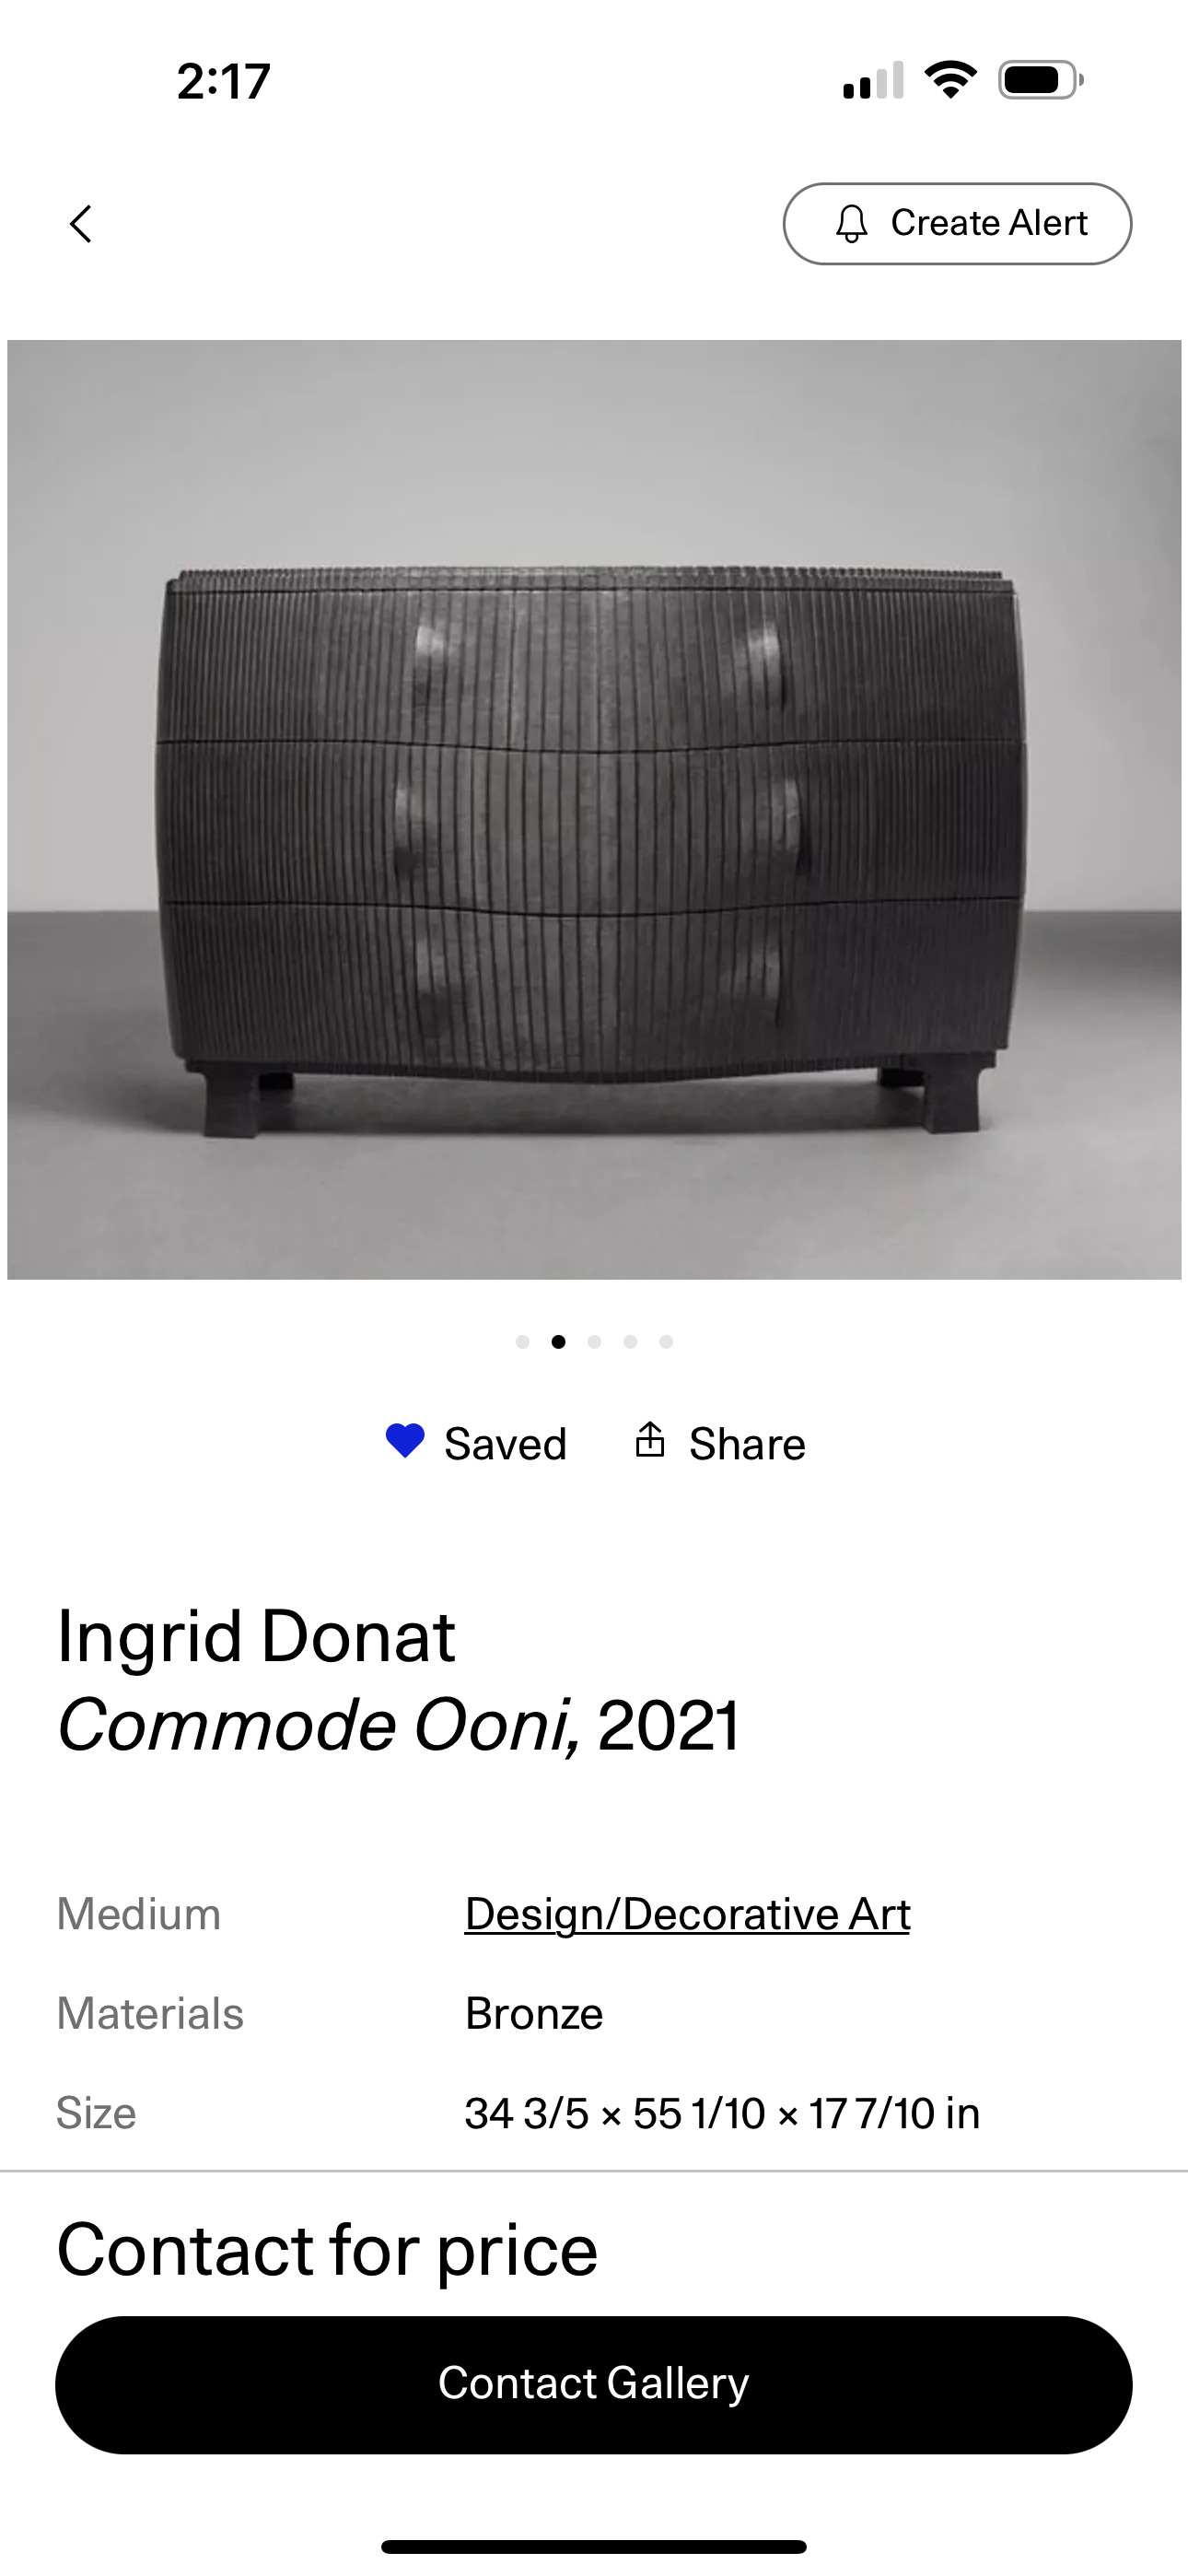 2:17
Create Alert
Saved Share
Ingrid Donat
Commode Ooni, 2021
Medium Design/Decorative Art
Materials Bronze
Size 34 3/5 × 55 1/10 × 17 7/10 in
Contact for price
Contact Gallery